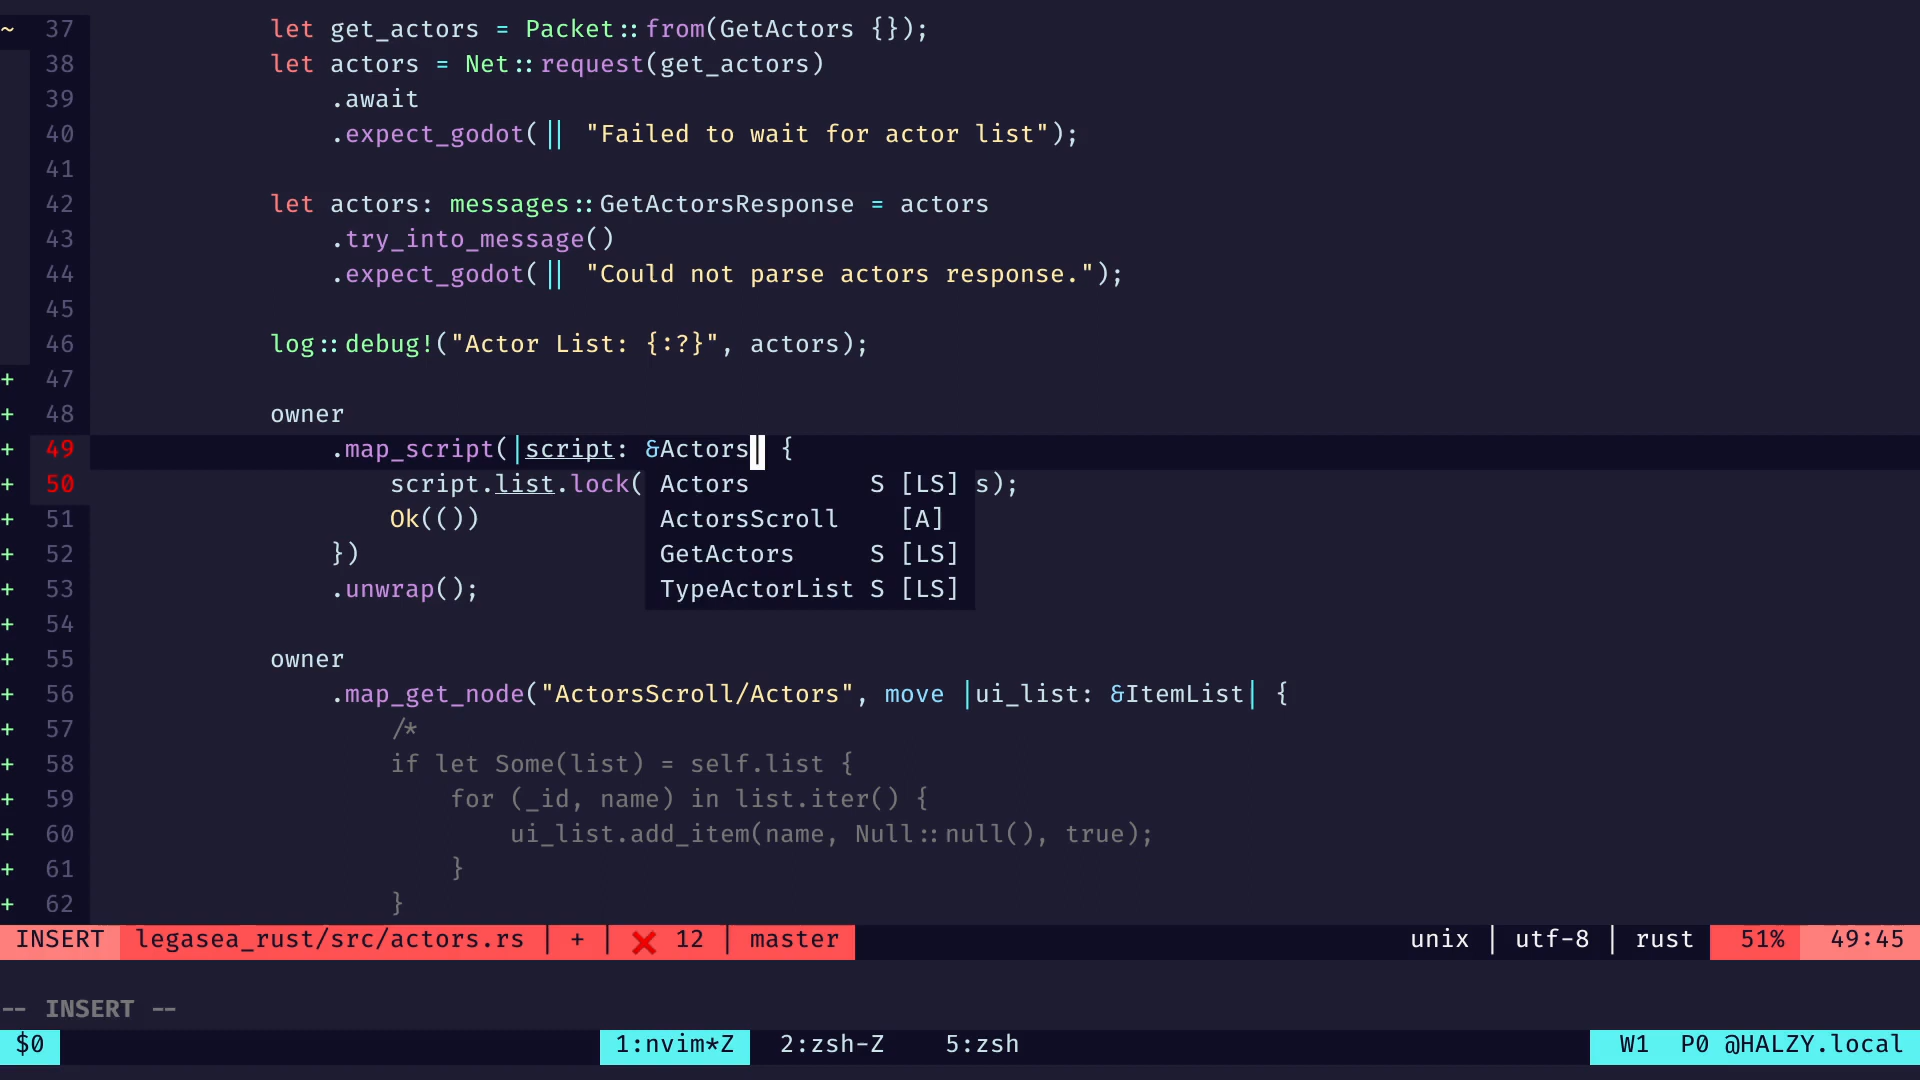 ~ 37 let get_actors = Packet::from(GetActors {});
38 let actors = Net::request(get_actors)
39 .await
40 .expect_godot(|| "Failed to wait for actor list");
41
42 let actors: messages::GetActorsResponse = actors
43 .try_into_message()
44 .expect_godot(|| "Could not parse actors response.");
45
46 log::debug!("Actor List: {:?}", actors);
+ 47
+ 48 owner
+ 49 .map_script(|script: &Actors| {
+ 50 script.list.lock( Actors S [LS] s);
+ 51 Ok(()) ActorsScroll [A]
+ 52 }) GetActors S [LS]
+ 53 .unwrap(); TypeActorList S [LS]
+ 54
+ 55 owner
+ 56 .map_get_node("ActorsScroll/Actors", move |ui_list: &ItemList| {
+ 57 /*
+ 58 if let Some(list) = self.list {
+ 59 for (_id, name) in list.iter() {
+ 60 ui_list.add_item(name, Null::null(), true);
+ 61 }
+ 62 }
INSERT legasea_rust/src/actors.rs | + | ❌ 12 | master unix | utf-8 | rust 51% 49:45
-- INSERT --
$0 1:nvim*Z 2:zsh-Z 5:zsh W1 P0 @HALZY.local